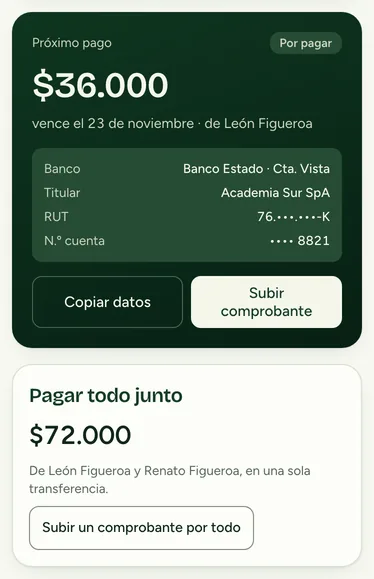 Próximo pago
Por pagar
$36.000
vence el 23 de noviembre · de León Figueroa
Banco Banco Estado · Cta. Vista
Titular Academia Sur SpA
RUT 76.•••.•••-K
N.º cuenta •••• 8821
Copiar datos
Subir
comprobante
Pagar todo junto
$72.000
De León Figueroa y Renato Figueroa, en una sola
transferencia.
Subir un comprobante por todo